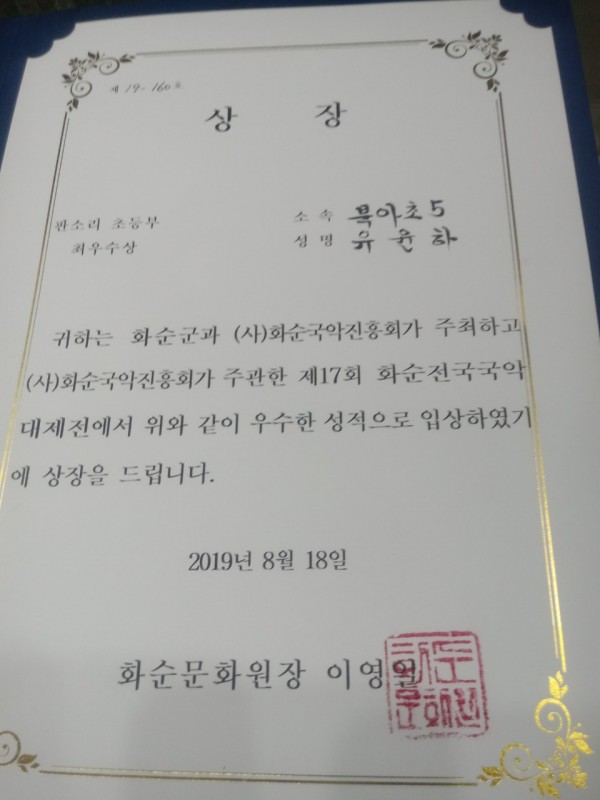 제 19-160호
상 장
판소리 초등부
최우수상
소 속 북아초5
성 명 유윤하
귀하는 화순군과 (사)화순국악진흥회가 주최하고
(사)화순국악진흥회가 주관한 제17회 화순전국국악
대제전에서 위와 같이 우수한 성적으로 입상하였기
에 상장을 드립니다.
2019년 8월 18일
화순문화원장 이영일